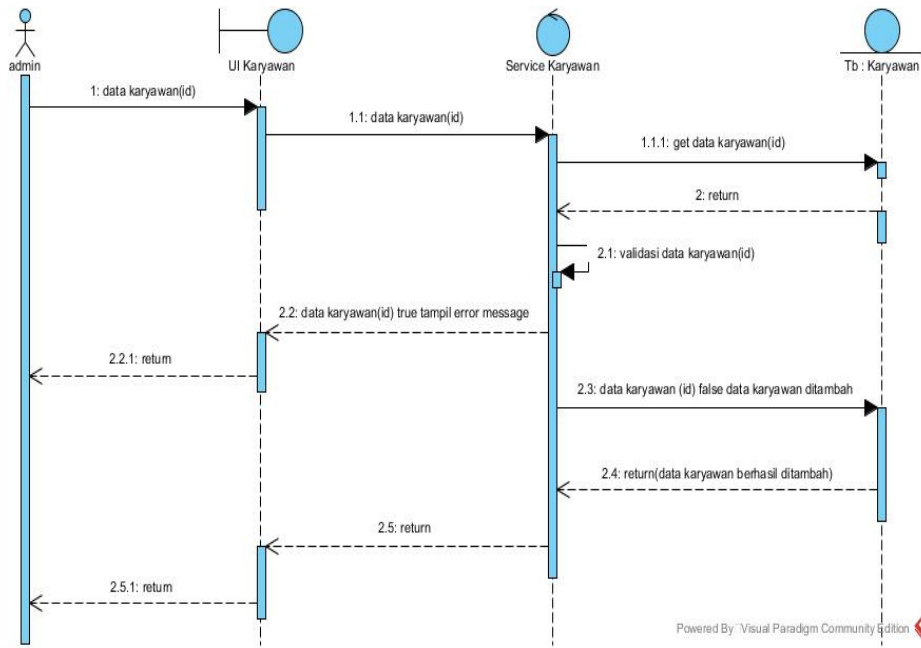 admin
UI Karyawan
Service Karyawan
Tb : Karyawan
1: data karyawan(id)
1.1: data karyawan(id)
1.1.1: get data karyawan(id)
2: return
2.1: validasi data karyawan(id)
2.2: data karyawan(id) true tampil error message
2.2.1: return
2.3: data karyawan (id) false data karyawan ditambah
2.4: return(data karyawan berhasil ditambah)
2.5: return
2.5.1: return
Powered By Visual Paradigm Community Edition